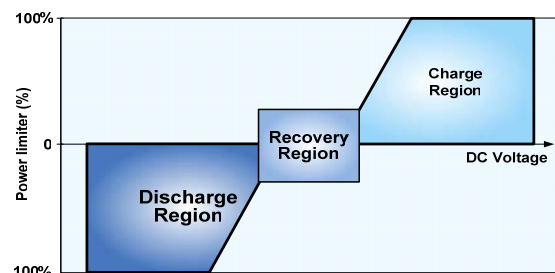 100%
Power limiter (%)
Charge
Region
Recovery
Region
0
DC Voltage
Discharge
Region
100%